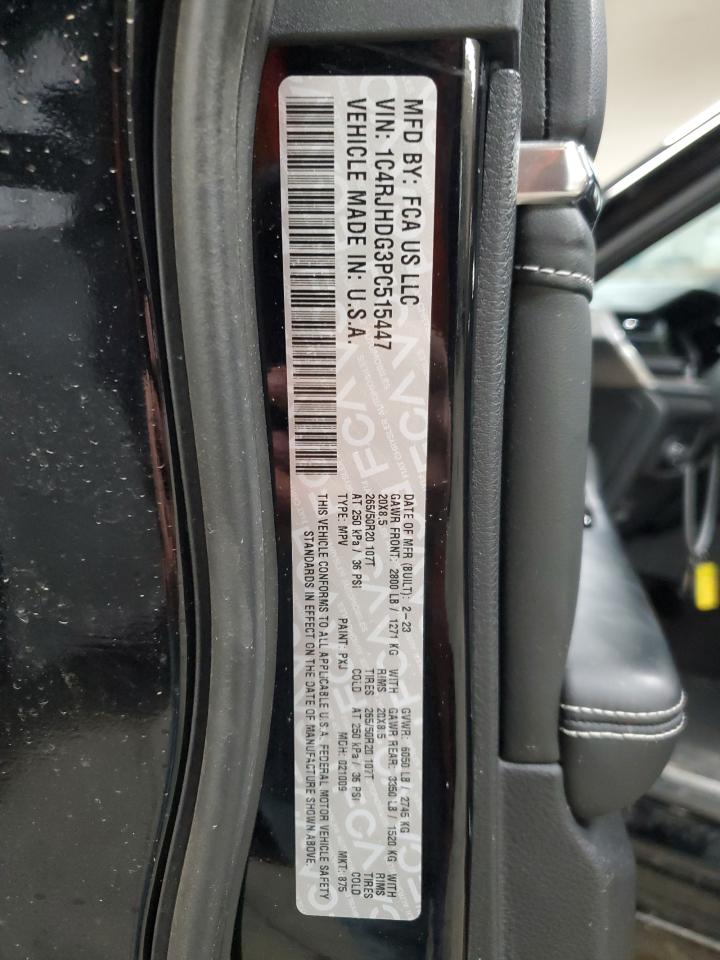 MFD BY: FCA US LLC
VIN: 1C4RJHDG3PC515447
VEHICLE MADE IN: U.S.A.
DATE OF MFR (BUILT): 2-23 GVWR: 6050 LB / 2745 KG
GAWR FRONT: 2800 LB / 1271 KG WITH GAWR REAR: 3350 LB / 1520 KG WITH
20X8.5 RIMS 20X8.5 RIMS
265/50R20 107T TIRES 265/50R20 107T TIRES
AT 250 kPa / 36 PSI COLD AT 250 kPa / 36 PSI COLD
TYPE: MPV PAINT: PXJ MDH: 021009 MKT: 875
THIS VEHICLE CONFORMS TO ALL APPLICABLE U.S.A. FEDERAL MOTOR VEHICLE SAFETY
STANDARDS IN EFFECT ON THE DATE OF MANUFACTURE SHOWN ABOVE.